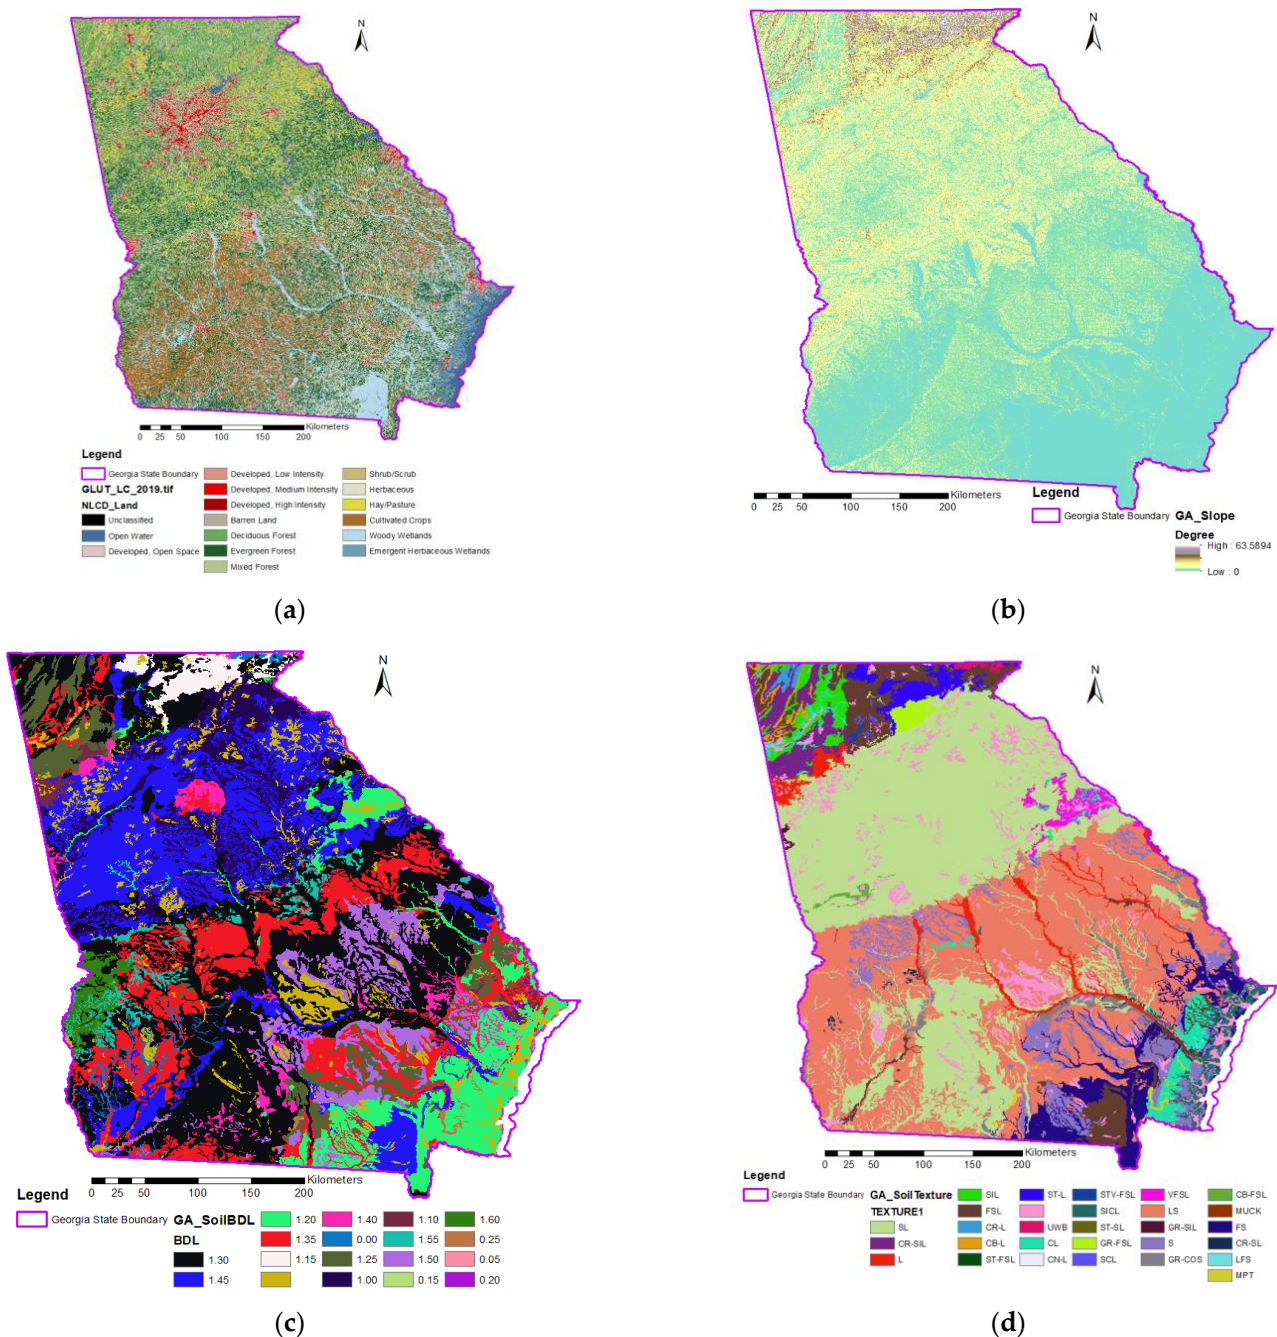 N
0 25 50 100 150 200 Kilometers
Legend
Georgia State Boundary
GLUT_LC_2019.tif
NLCD_Land
Unclassified
Open Water
Developed, Open Space
Developed, Low Intensity
Developed, Medium Intensity
Developed, High Intensity
Barren Land
Deciduous Forest
Evergreen Forest
Mixed Forest
Shrub/Scrub
Herbaceous
Hay/Pasture
Cultivated Crops
Woody Wetlands
Emergent Herbaceous Wetlands
(a)
N
0 25 50 100 150 200 Kilometers
Legend
Georgia State Boundary
GA_Slope
Degree
High : 63.5894
Low : 0
(b)
N
0 25 50 100 150 200 Kilometers
Legend
Georgia State Boundary
GA_SoilBDL
BDL
1.30
1.45
1.20
1.35
1.15
1.40
0.00
1.25
1.00
1.10
1.55
1.50
0.15
1.60
0.25
0.05
0.20
(c)
N
0 25 50 100 150 200 Kilometers
Legend
Georgia State Boundary
GA_SoilTexture
TEXTURE1
SL
CR-SIL
L
SIL
FSL
CR-L
CB-L
ST-FSL
ST-L
UWB
CL
CN-L
STV-FSL
SICL
ST-SL
GR-FSL
SCL
VFSL
LS
GR-SIL
S
GR-COS
CB-FSL
MUCK
FS
CR-SL
LFS
MPT
(d)